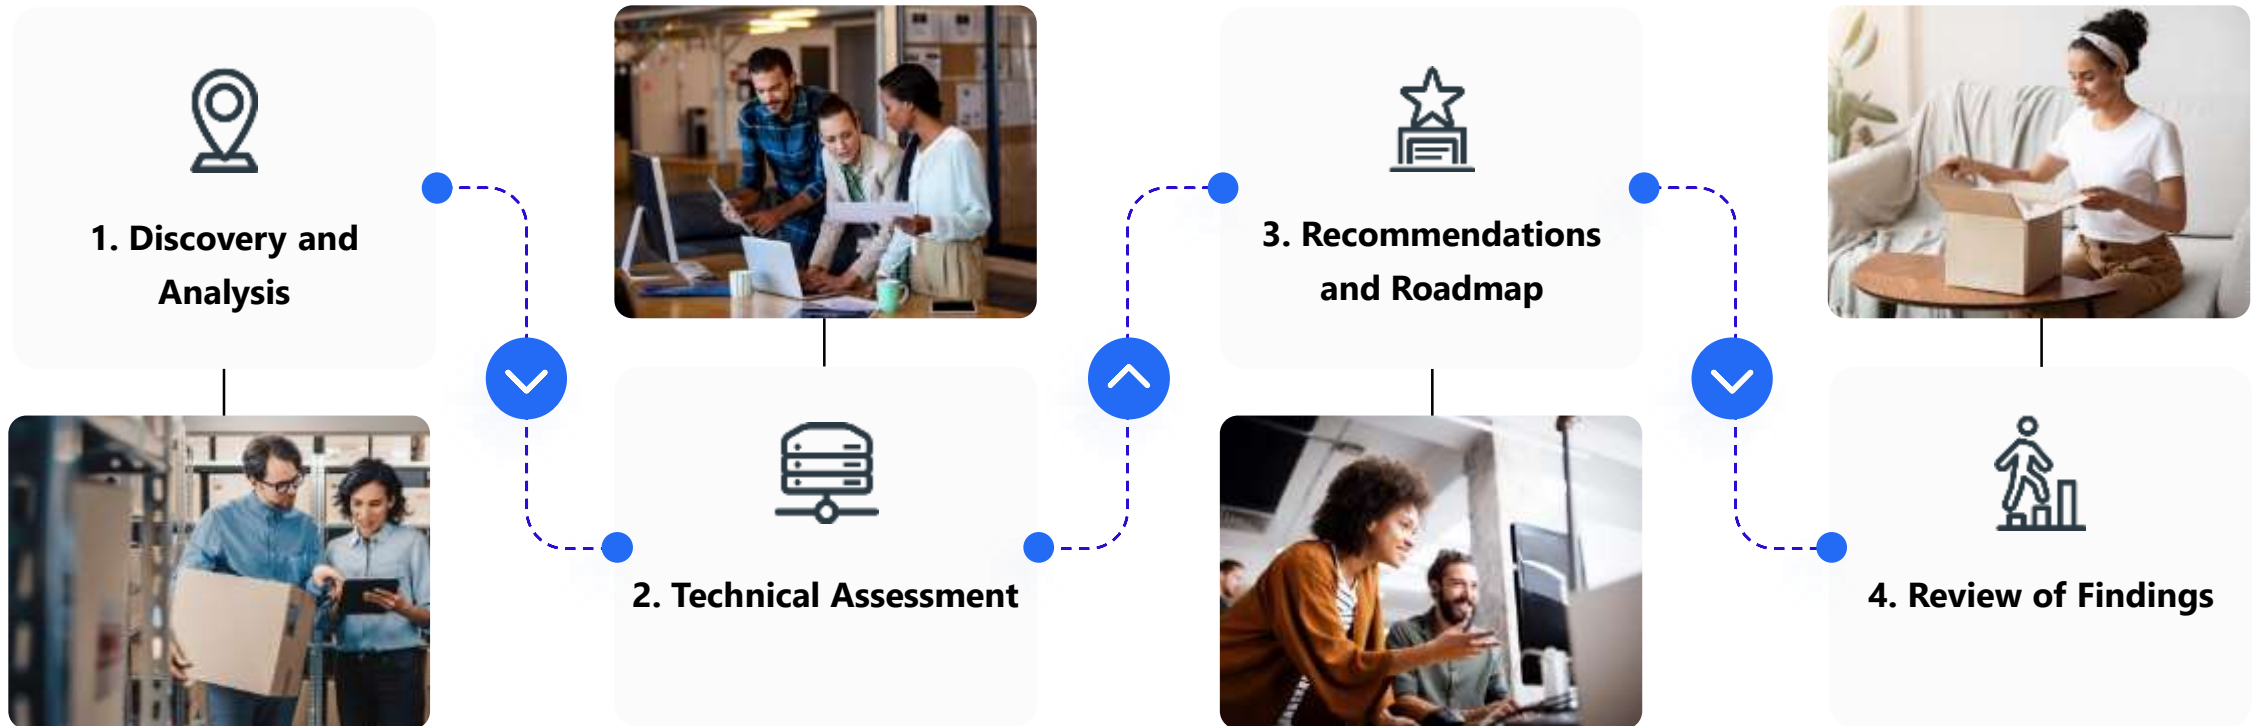 1. Discovery and
Analysis
2. Technical Assessment
3. Recommendations
and Roadmap
4. Review of Findings